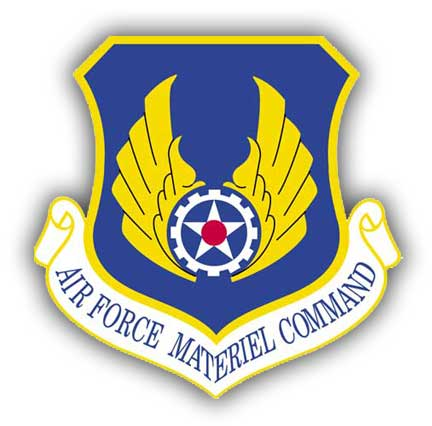 AIR FORCE MATERIEL COMMAND